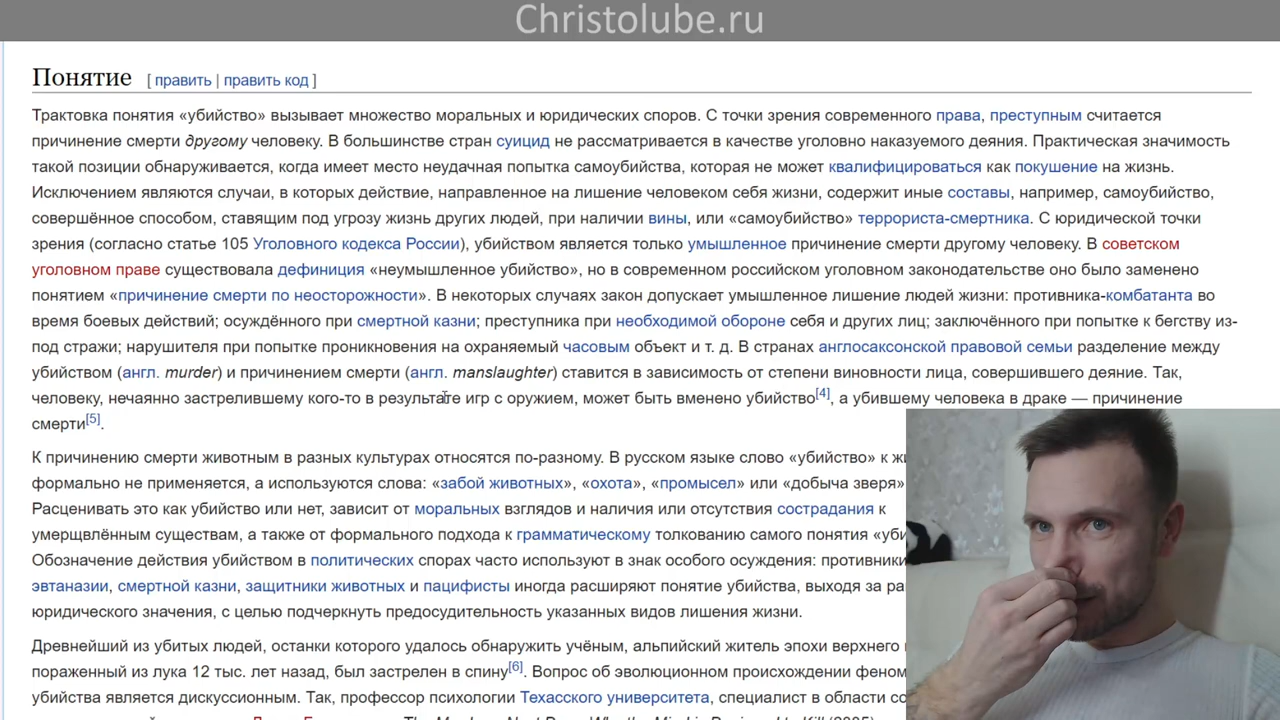 Christolube.ru
Понятие [ править | править код ]
Трактовка понятия «убийство» вызывает множество моральных и юридических споров. С точки зрения современного права, преступным считается
причинение смерти другому человеку. В большинстве стран суицид не рассматривается в качестве уголовно наказуемого деяния. Практическая значимость
такой позиции обнаруживается, когда имеет место неудачная попытка самоубийства, которая не может квалифицироваться как покушение на жизнь.
Исключением являются случаи, в которых действие, направленное на лишение человеком себя жизни, содержит иные составы, например, самоубийство,
совершённое способом, ставящим под угрозу жизнь других людей, при наличии вины, или «самоубийство» террориста-смертника. С юридической точки
зрения (согласно статье 105 Уголовного кодекса России), убийством является только умышленное причинение смерти другому человеку. В советском
уголовном праве существовала дефиниция «неумышленное убийство», но в современном российском уголовном законодательстве оно было заменено
понятием «причинение смерти по неосторожности». В некоторых случаях закон допускает умышленное лишение людей жизни: противника-комбатанта во
время боевых действий; осуждённого при смертной казни; преступника при необходимой обороне себя и других лиц; заключённого при попытке к бегству из-
под стражи; нарушителя при попытке проникновения на охраняемый часовым объект и т. д. В странах англосаксонской правовой семьи разделение между
убийством (англ. murder) и причинением смерти (англ. manslaughter) ставится в зависимость от степени виновности лица, совершившего деяние. Так,
человеку, нечаянно застрелившему кого-то в результате игр с оружием, может быть вменено убийство[4], а убившему человека в драке — причинение
смерти[5].
К причинению смерти животным в разных культурах относятся по-разному. В русском языке слово «убийство» к
формально не применяется, а используются слова: «забой животных», «охота», «промысел» или «добыча зверя»
Расценивать это как убийство или нет, зависит от моральных взглядов и наличия или отсутствия сострадания к
умерщвлённым существам, а также от формального подхода к грамматическому толкованию самого понятия
Обозначение действия убийством в политических спорах часто используют в знак особого осуждения: противники
эвтаназии, смертной казни, защитники животных и пацифисты иногда расширяют понятие убийства, выходя за
юридического значения, с целью подчеркнуть предосудительность указанных видов лишения жизни.
Древнейший из убитых людей, останки которого удалось обнаружить учёным, альпийский житель эпохи верхнего
пораженный из лука 12 тыс. лет назад, был застрелен в спину[6]. Вопрос об эволюционном происхождении
убийства является дискуссионным. Так, профессор психологии Техасского университета, специалист в области